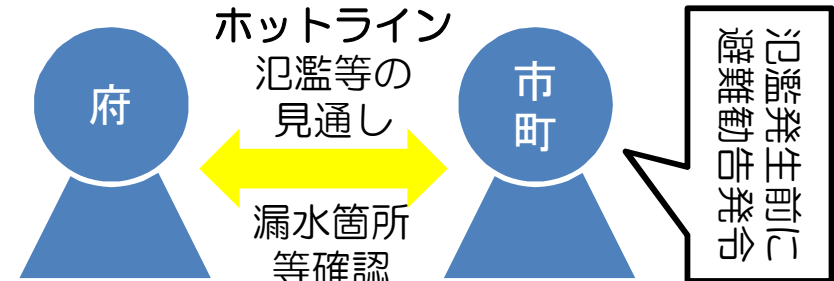 府
ホットライン
氾濫等の
見通し
漏水箇所
等確認
市
町
氾濫発生前に
避難勧告発令